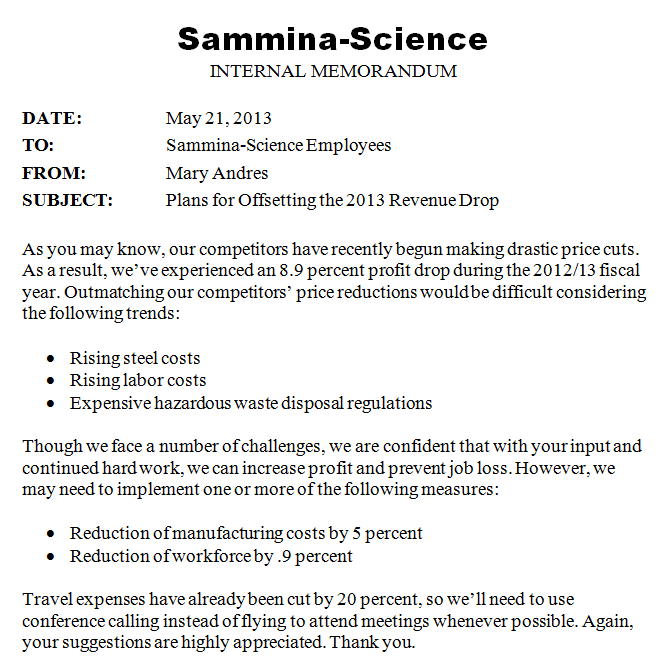 Sammina-Science
INTERNAL MEMORANDUM
DATE: May 21, 2013
TO: Sammina-Science Employees
FROM: Mary Andres
SUBJECT: Plans for Offsetting the 2013 Revenue Drop
As you may know, our competitors have recently begun making drastic price cuts.
As a result, we’ve experienced an 8.9 percent profit drop during the 2012/13 fiscal
year. Outmatching our competitors’ price reductions would be difficult considering
the following trends:
• Rising steel costs
• Rising labor costs
• Expensive hazardous waste disposal regulations
Though we face a number of challenges, we are confident that with your input and
continued hard work, we can increase profit and prevent job loss. However, we
may need to implement one or more of the following measures:
• Reduction of manufacturing costs by 5 percent
• Reduction of workforce by .9 percent
Travel expenses have already been cut by 20 percent, so we’ll need to use
conference calling instead of flying to attend meetings whenever possible. Again,
your suggestions are highly appreciated. Thank you.